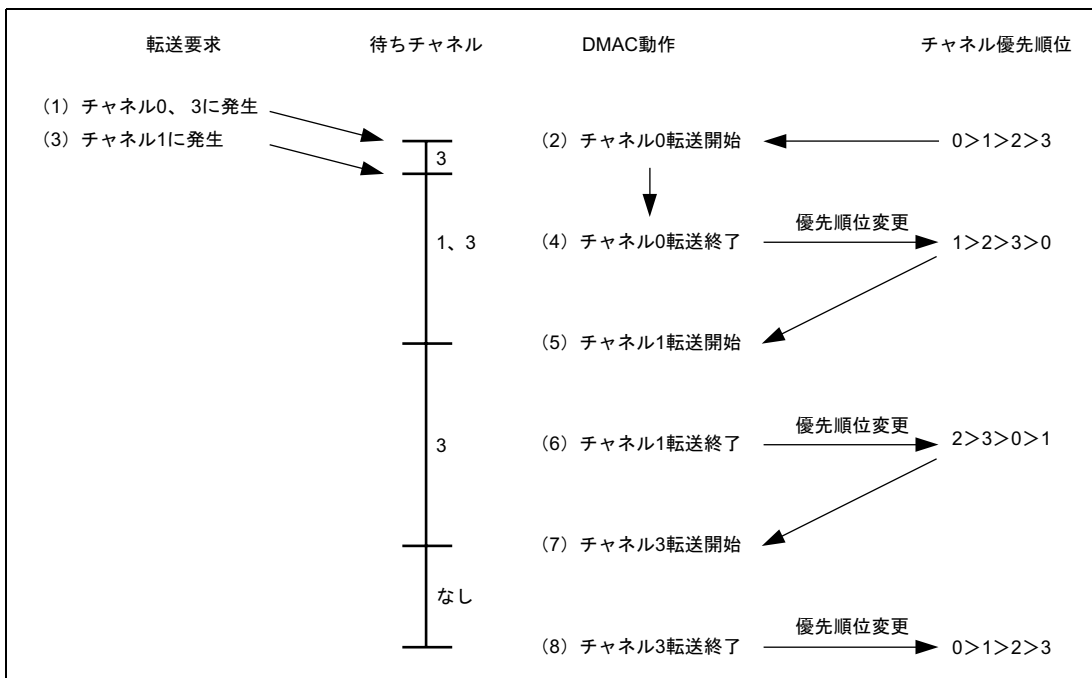 転送要求 待ちチャネル DMAC動作 チャネル優先順位
(1) チャネル0、3に発生
(3) チャネル1に発生 (2) チャネル0転送開始 0>1>2>3
3
1、3 (4) チャネル0転送終了 優先順位変更 1>2>3>0
(5) チャネル1転送開始
3 (6) チャネル1転送終了 優先順位変更 2>3>0>1
(7) チャネル3転送開始
なし
(8) チャネル3転送終了 優先順位変更 0>1>2>3